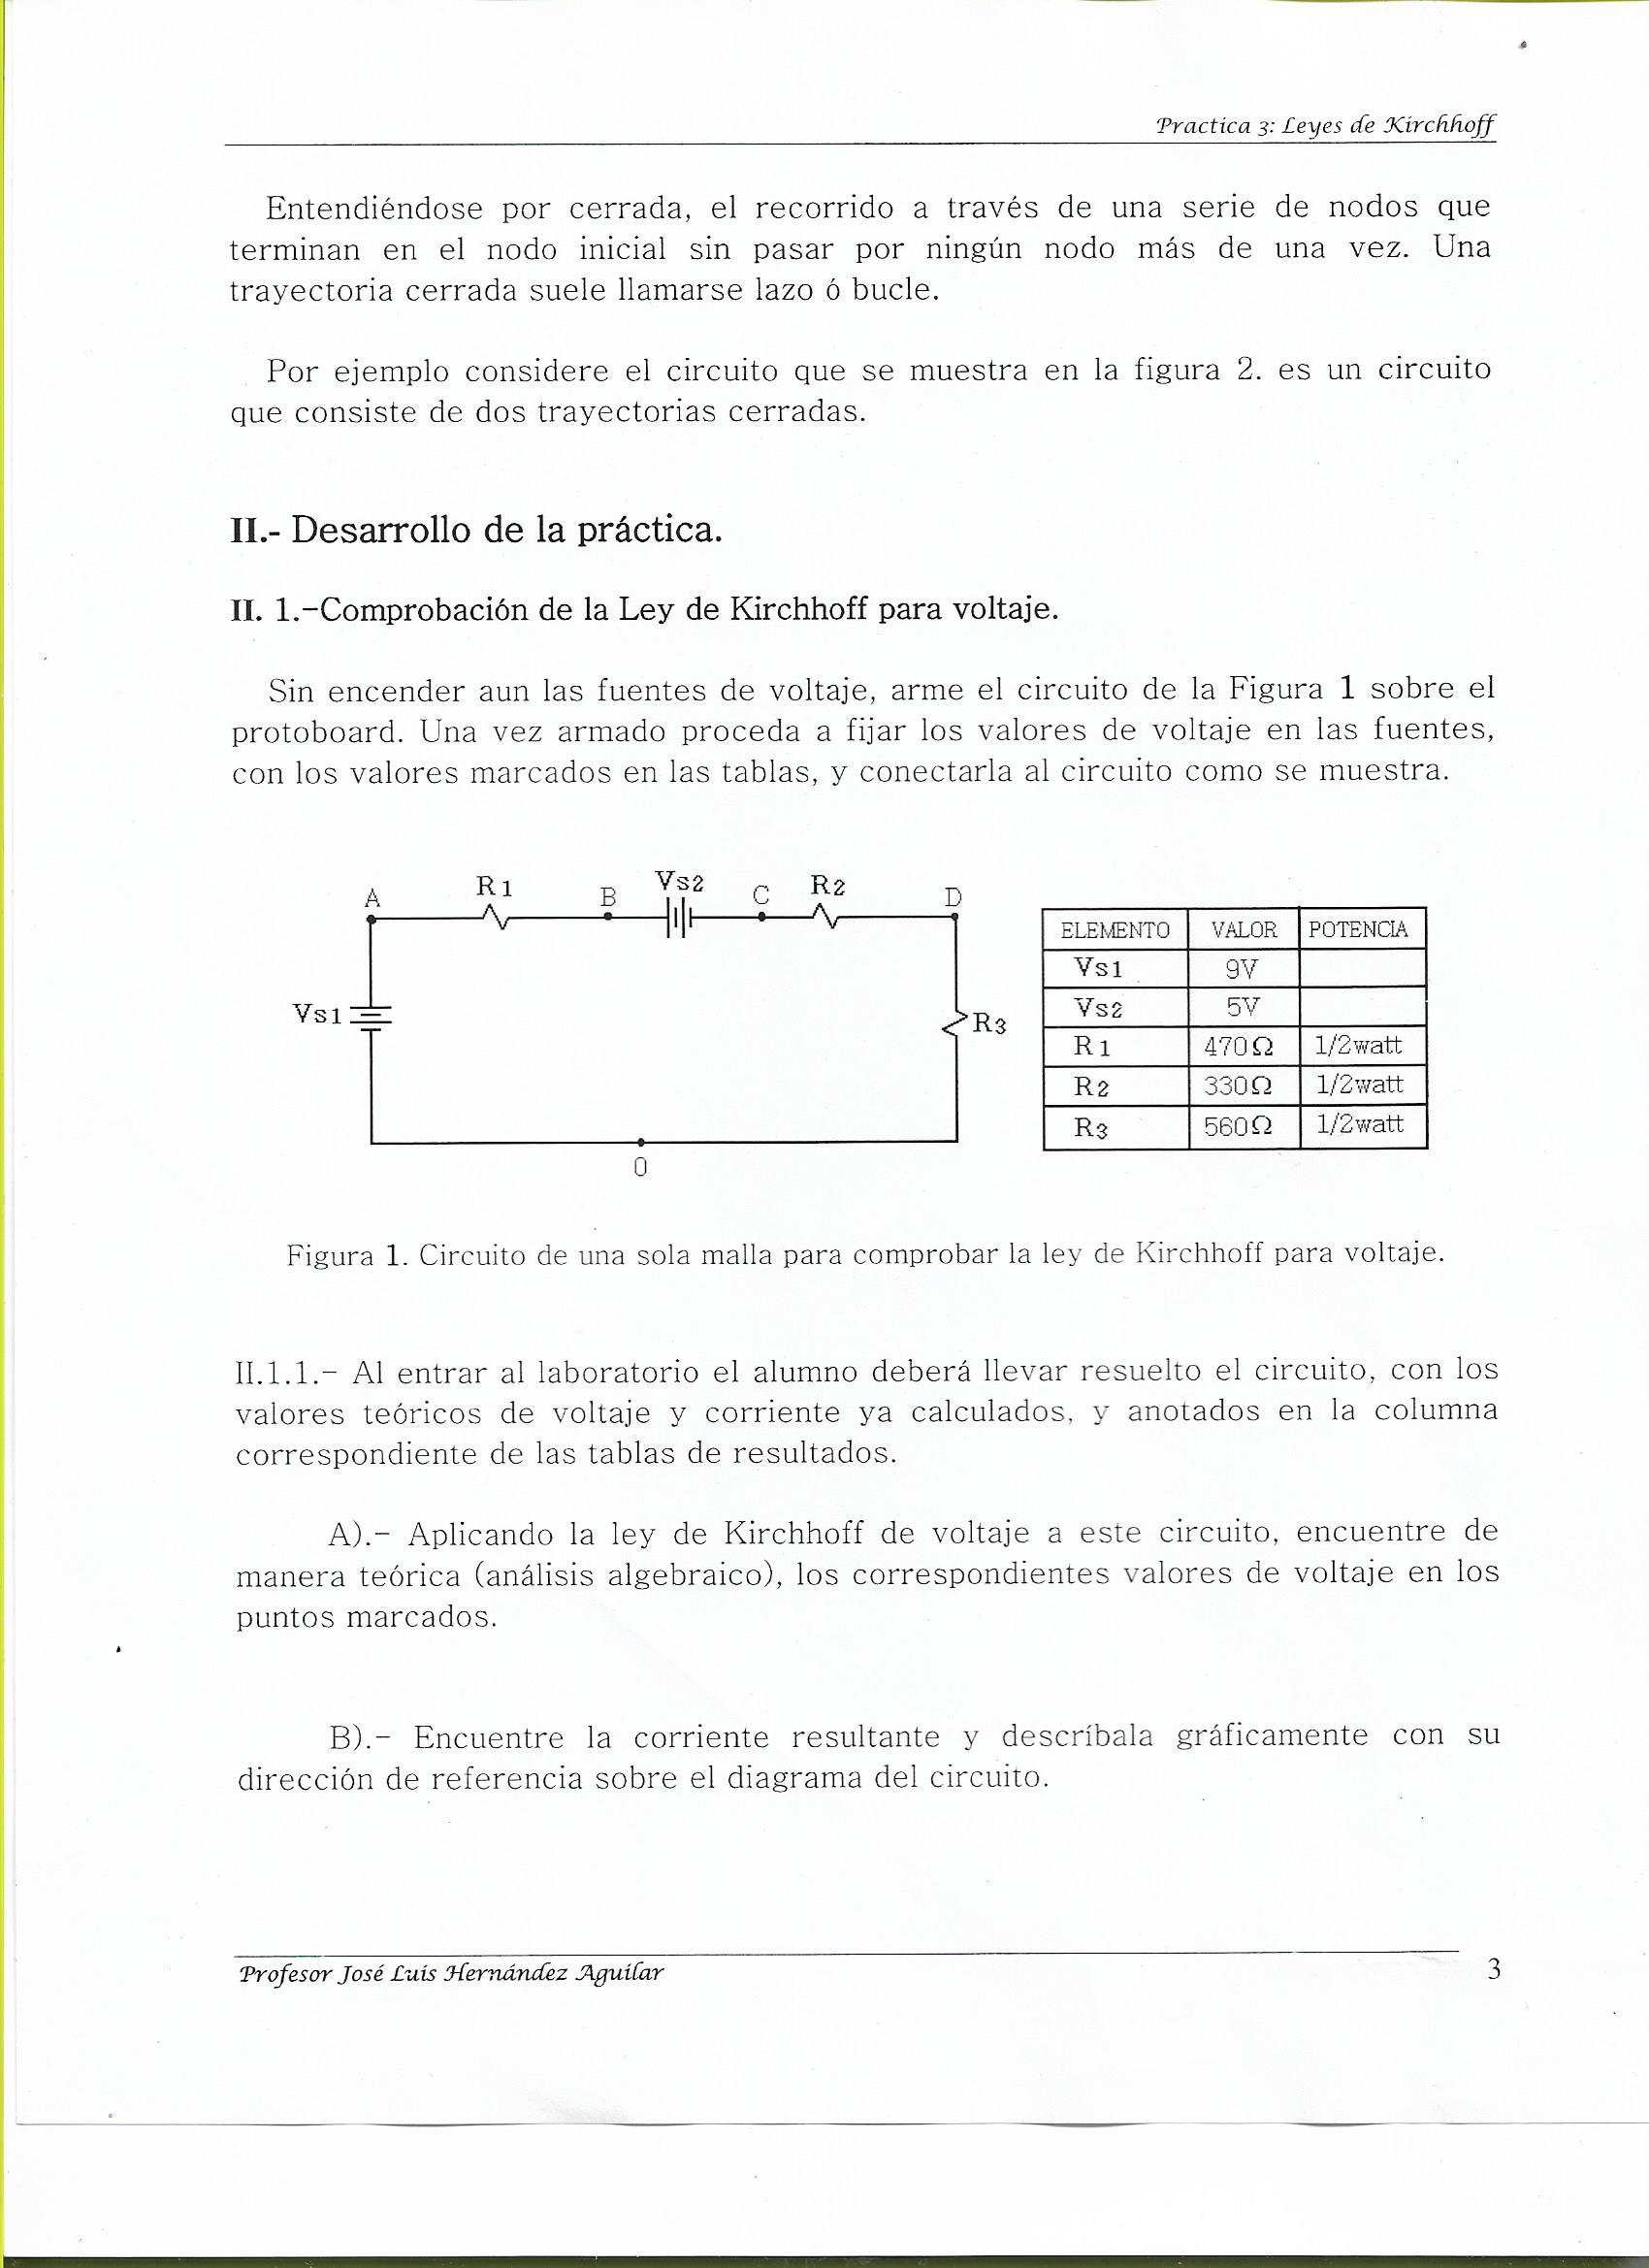 Practica 3: Leyes de Kirchhoff
Entendiéndose por cerrada, el recorrido a través de una serie de nodos que
terminan en el nodo inicial sin pasar por ningún nodo más de una vez. Una
trayectoria cerrada suele llamarse lazo ó bucle.
Por ejemplo considere el circuito que se muestra en la figura 2. es un circuito
que consiste de dos trayectorias cerradas.
II.- Desarrollo de la práctica.
II. 1.-Comprobación de la Ley de Kirchhoff para voltaje.
Sin encender aun las fuentes de voltaje, arme el circuito de la Figura 1 sobre el
protoboard. Una vez armado proceda a fijar los valores de voltaje en las fuentes,
con los valores marcados en las tablas, y conectarla al circuito como se muestra.
A R1 B Vs2 C R2 D
Vs1 R3
0
ELEMENTO VALOR POTENCIA
Vs1 9V
Vs2 5V
R1 470Ω 1/2watt
R2 330Ω 1/2watt
R3 560Ω 1/2watt
Figura 1. Circuito de una sola malla para comprobar la ley de Kirchhoff para voltaje.
II.1.1.- Al entrar al laboratorio el alumno deberá llevar resuelto el circuito, con los
valores teóricos de voltaje y corriente ya calculados, y anotados en la columna
correspondiente de las tablas de resultados.
A).- Aplicando la ley de Kirchhoff de voltaje a este circuito, encuentre de
manera teórica (análisis algebraico), los correspondientes valores de voltaje en los
puntos marcados.
B).- Encuentre la corriente resultante y descríbala gráficamente con su
dirección de referencia sobre el diagrama del circuito.
Profesor José Luis Hernández Aguilar 3